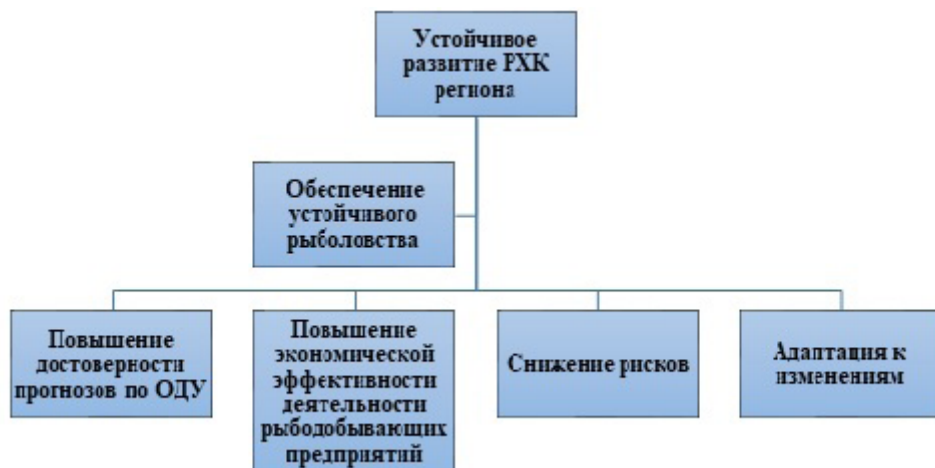 Устойчивое
развитие РХК
региона
Обеспечение
устойчивого
рыболовства
Повышение
достоверности
прогнозов по ОДУ
Повышение
экономической
эффективности
деятельности
рыбодобывающих
предприятий
Снижение рисков
Адаптация к
изменениям